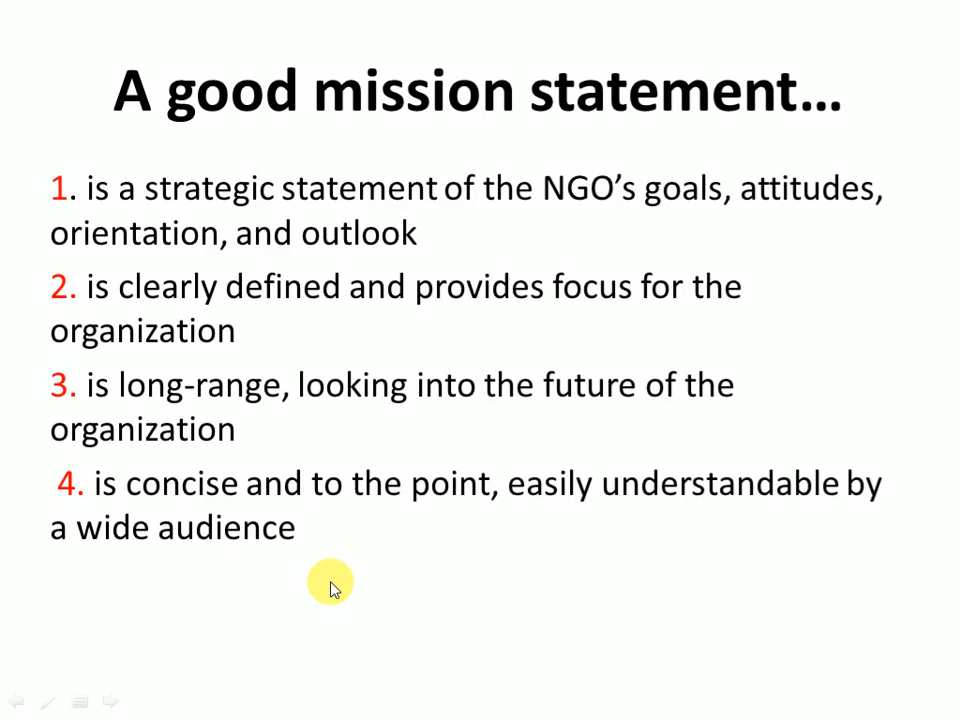 A good mission statement...
1. is a strategic statement of the NGO's goals, attitudes,
orientation, and outlook
2. is clearly defined and provides focus for the
organization
3. is long-range, looking into the future of the
organization
4. is concise and to the point, easily understandable by
a wide audience